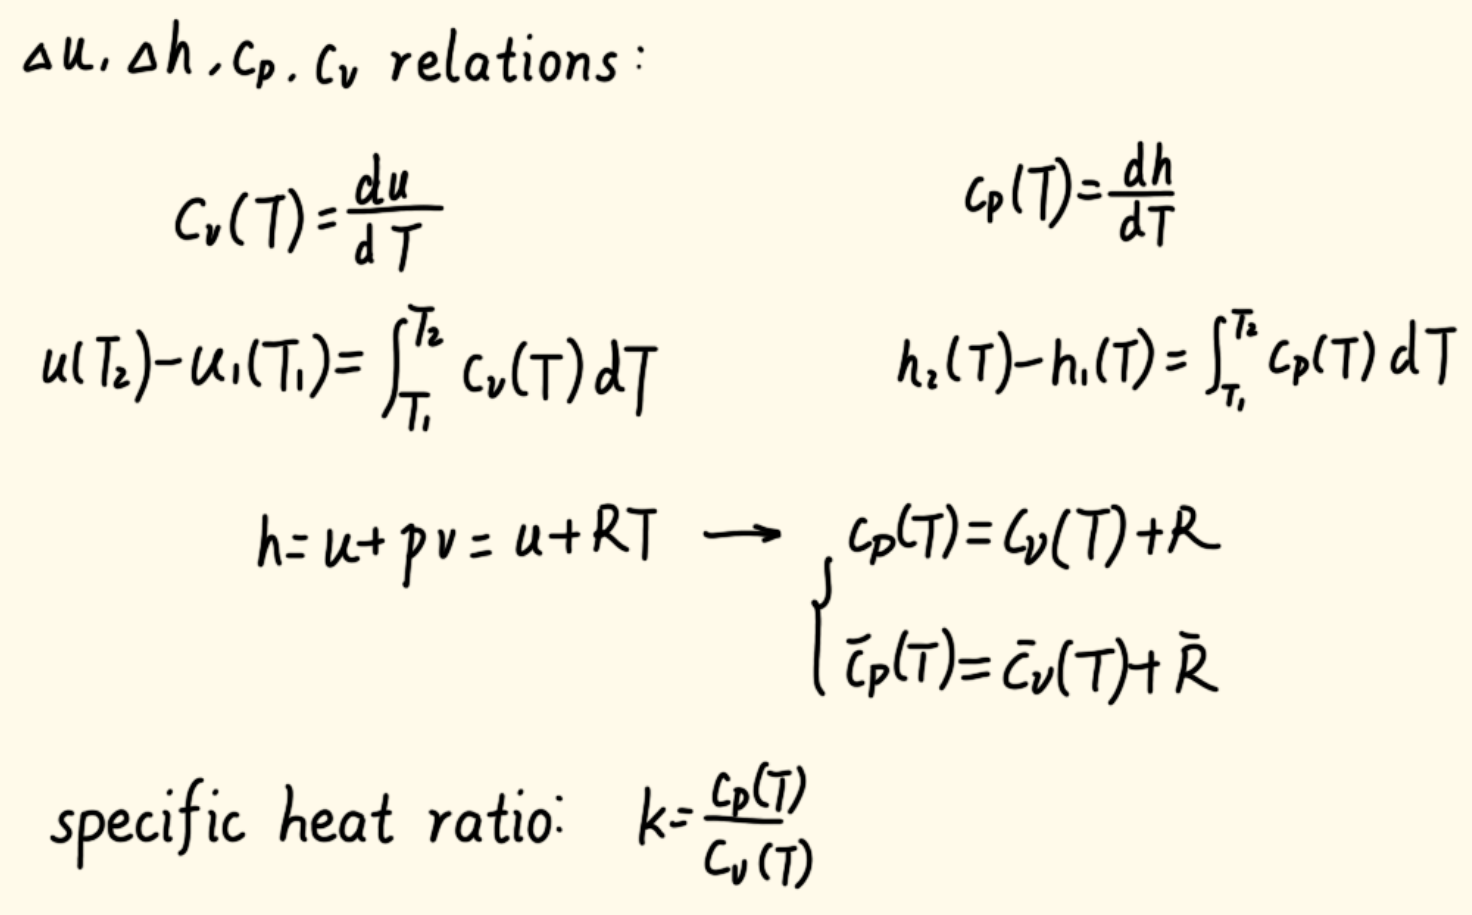 Δu, Δh, cp, cv relations:
Cv(T) = du/dT    cp(T) = dh/dT
u(T₂) − u₁(T₁) = ∫_{T₁}^{T₂} cv(T) dT    h₂(T) − h₁(T) = ∫_{T₁}^{T₂} cp(T) dT
h = u + pv = u + RT → cp(T) = Cv(T) + R
c̄p(T) = c̄v(T) + R̄
specific heat ratio: k = cp(T)/Cv(T)